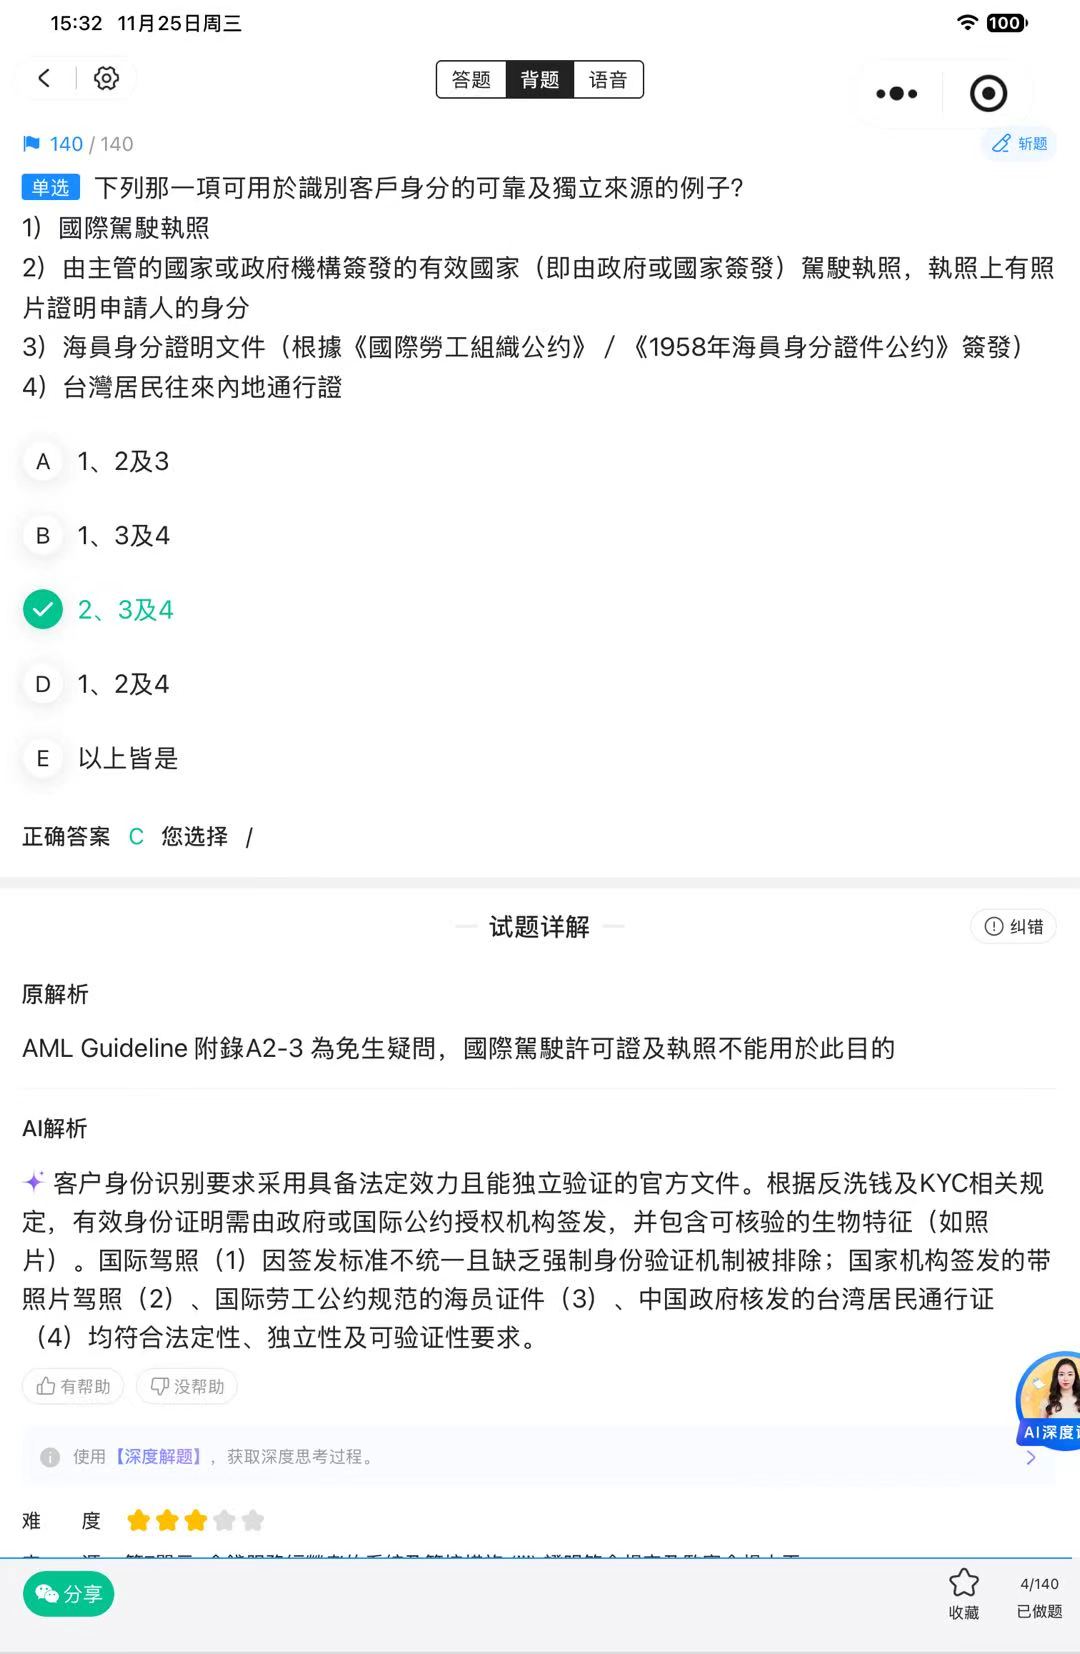 15:32 11月25日周三
100
答题 背题 语音
140 / 140
斩题
单选 下列那一項可用於識別客戶身分的可靠及獨立來源的例子?
1）國際駕駛執照
2）由主管的國家或政府機構簽發的有效國家（即由政府或國家簽發）駕駛執照，執照上有照
片證明申請人的身分
3）海員身分證明文件（根據《國際勞工組織公約》 / 《1958年海員身分證件公約》簽發）
4）台灣居民往來內地通行證
A 1、2及3
B 1、3及4
2、3及4
D 1、2及4
E 以上皆是
正确答案 C 您选择 /
试题详解
纠错
原解析
AML Guideline 附錄A2-3 為免生疑問，國際駕駛許可證及執照不能用於此目的
AI解析
客户身份识别要求采用具备法定效力且能独立验证的官方文件。根据反洗钱及KYC相关规
定，有效身份证明需由政府或国际公约授权机构签发，并包含可核验的生物特征（如照
片）。国际驾照（1）因签发标准不统一且缺乏强制身份验证机制被排除；国家机构签发的带
照片驾照（2）、国际劳工公约规范的海员证件（3）、中国政府核发的台湾居民通行证
（4）均符合法定性、独立性及可验证性要求。
有帮助 没帮助
AI深度
使用【深度解题】，获取深度思考过程。
难 度
分享
收藏
4/140
已做题